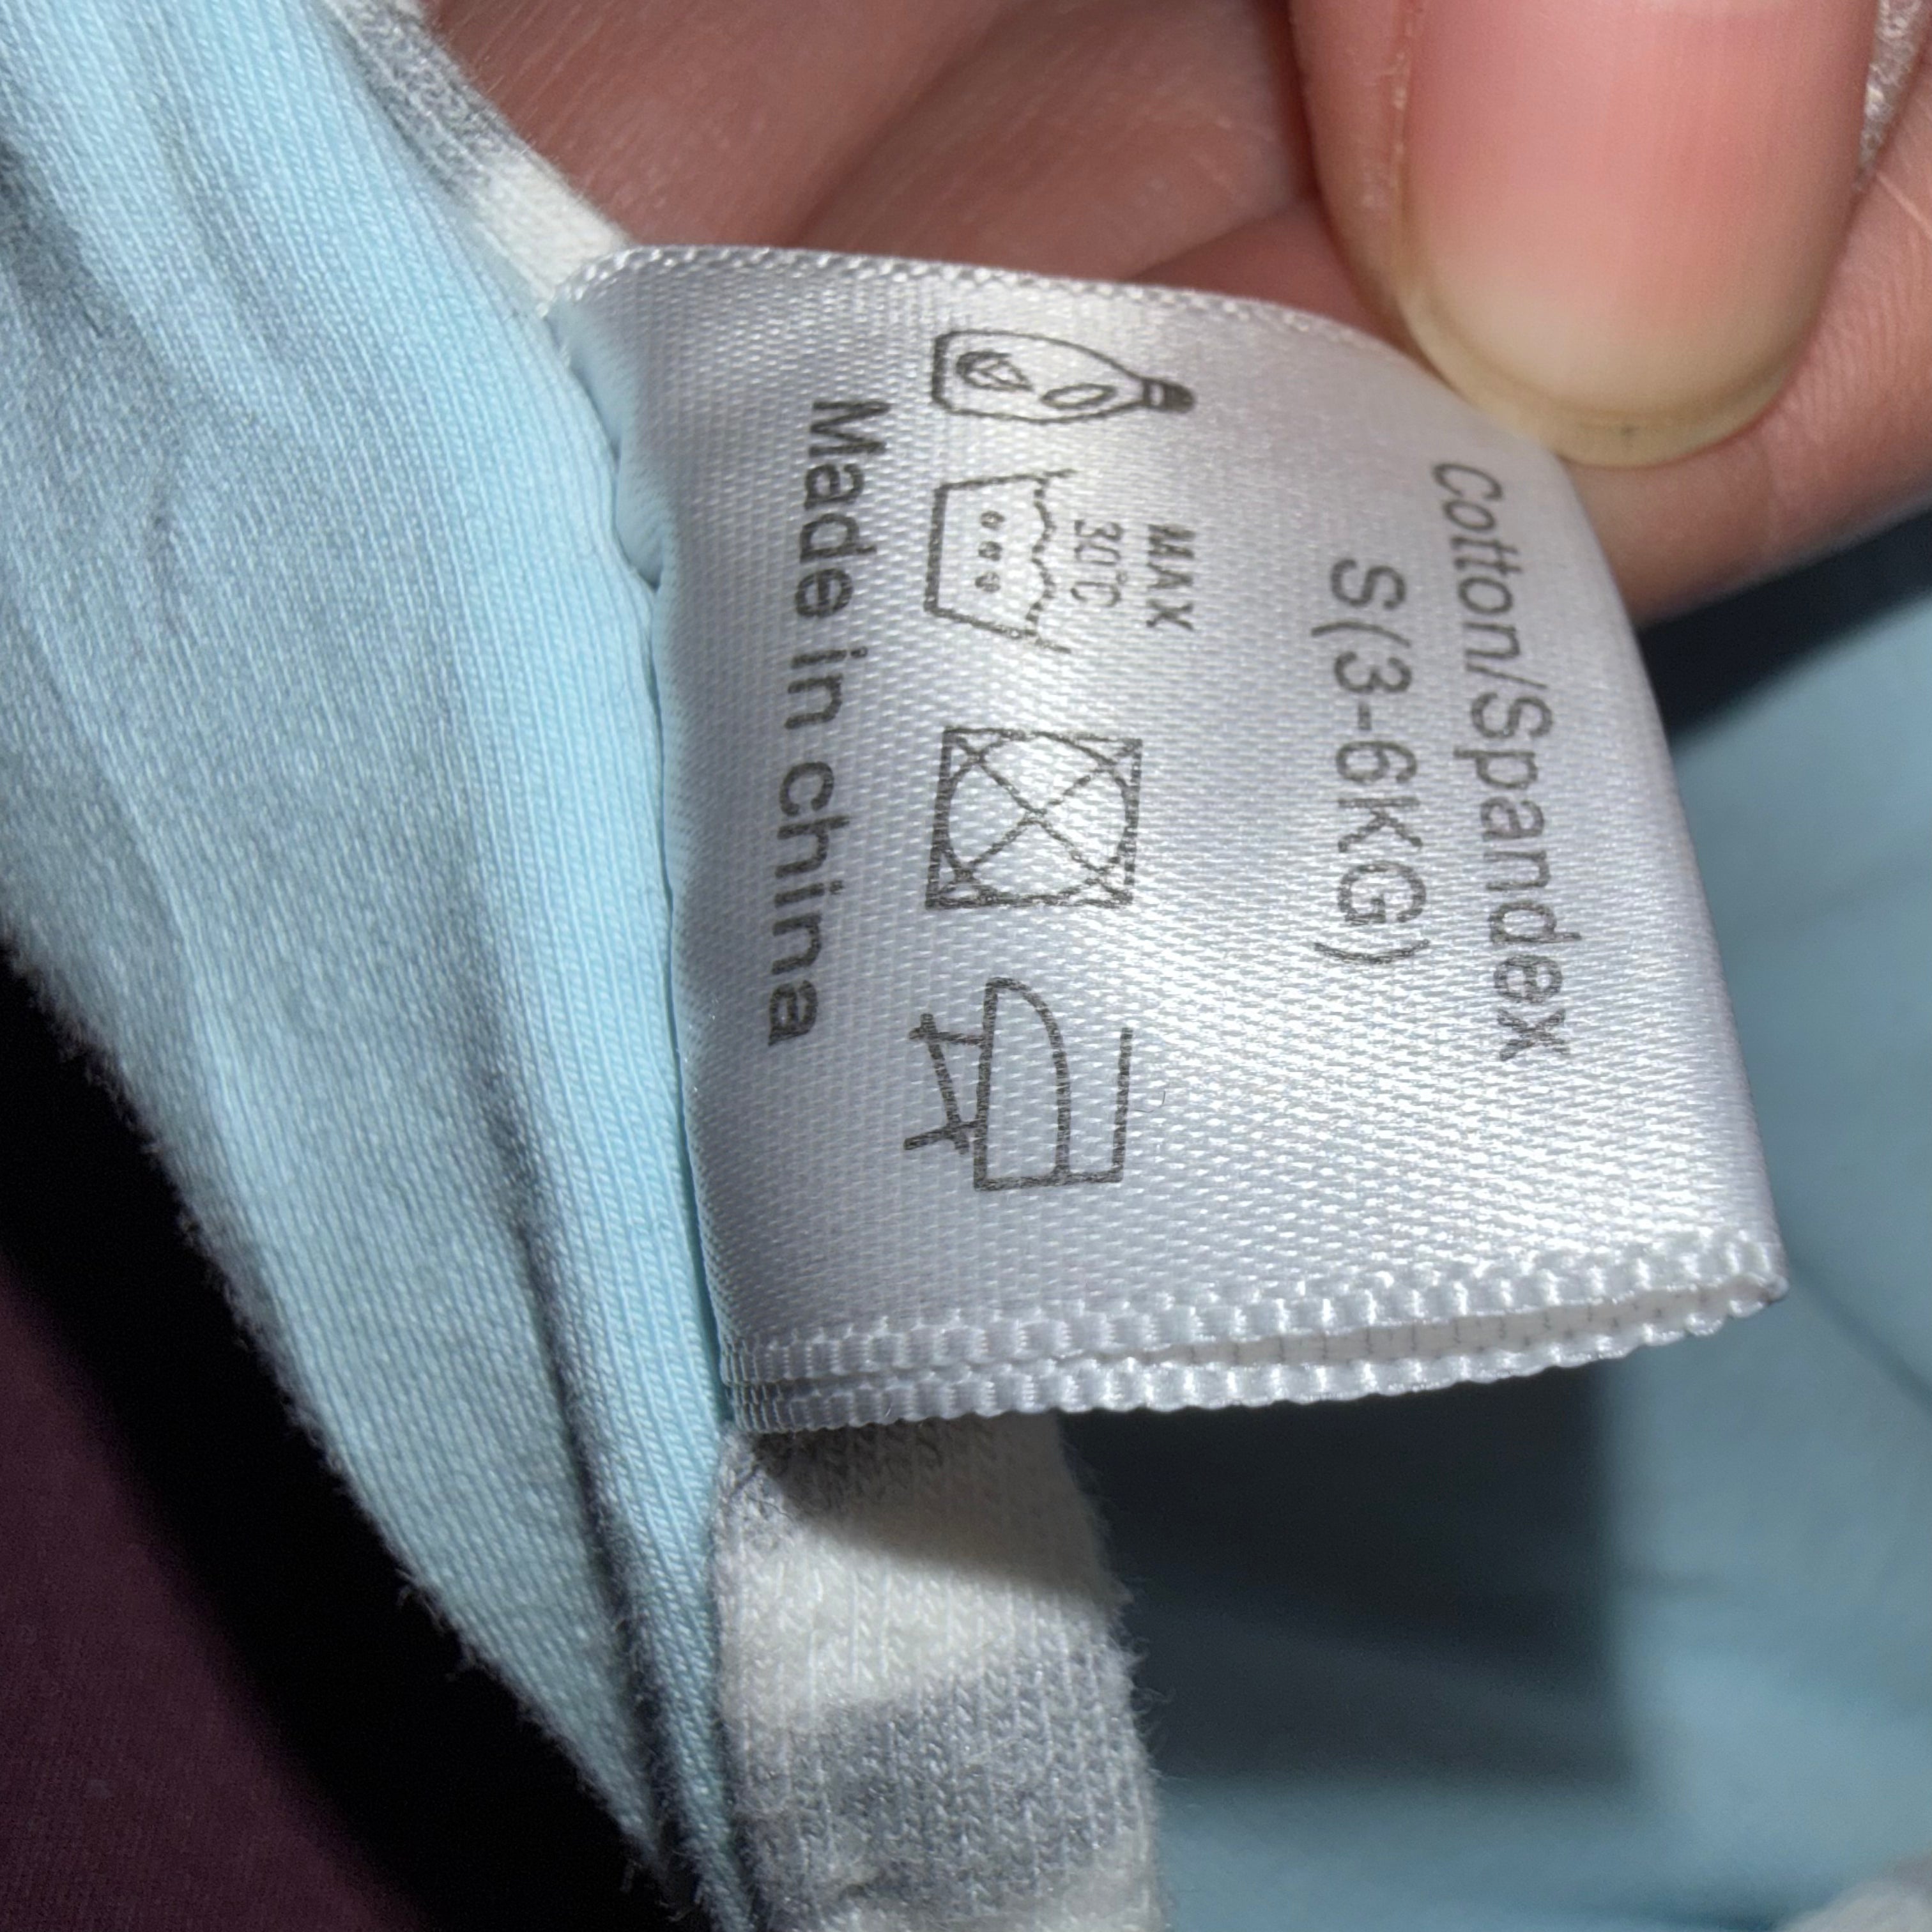 Cotton/Spandex
S(3-6KG)
MAX
30°C
Made in china